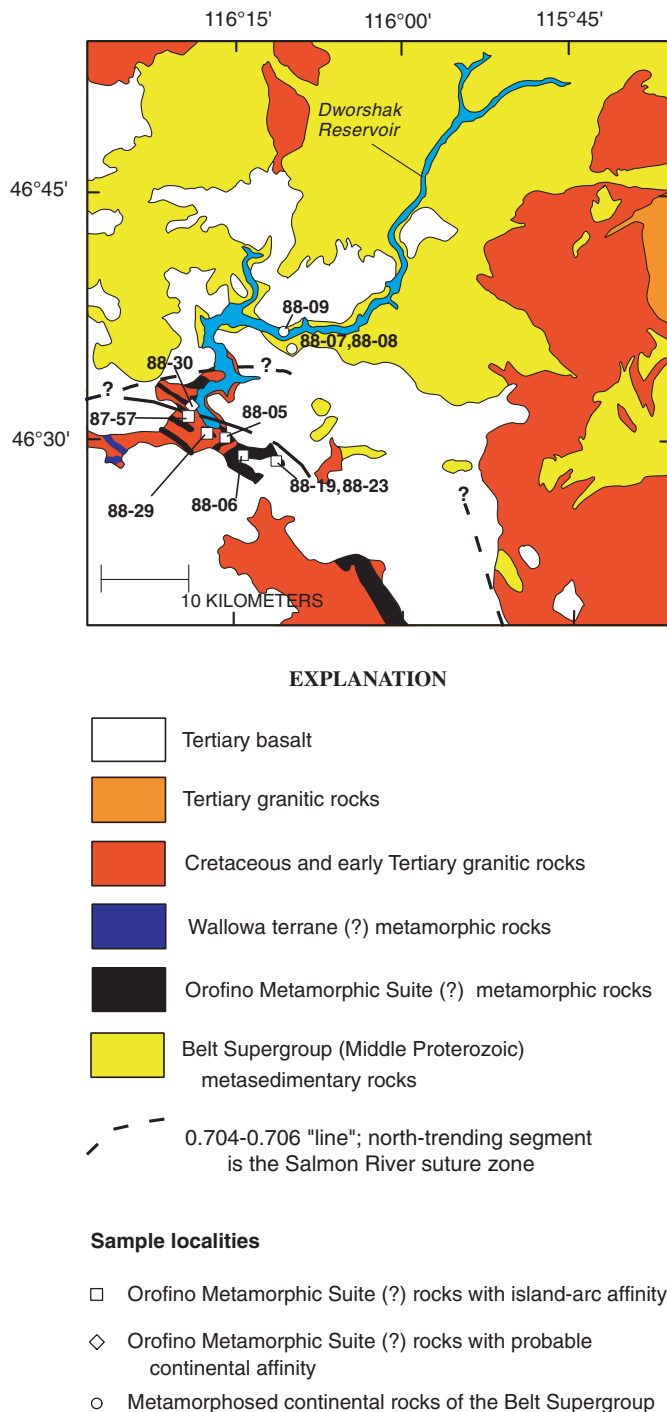 116°15' 116°00' 115°45'
Dworshak
Reservoir
46°45'
88-09
88-07,88-08
88-30
?
?
87-57
88-05
46°30'
?
88-29
88-06
88-19,88-23
10 KILOMETERS
EXPLANATION
Tertiary basalt
Tertiary granitic rocks
Cretaceous and early Tertiary granitic rocks
Wallowa terrane (?) metamorphic rocks
Orofino Metamorphic Suite (?) metamorphic rocks
Belt Supergroup (Middle Proterozoic)
metasedimentary rocks
0.704-0.706 "line"; north-trending segment
is the Salmon River suture zone
Sample localities
Orofino Metamorphic Suite (?) rocks with island-arc affinity
Orofino Metamorphic Suite (?) rocks with probable
continental affinity
Metamorphosed continental rocks of the Belt Supergroup